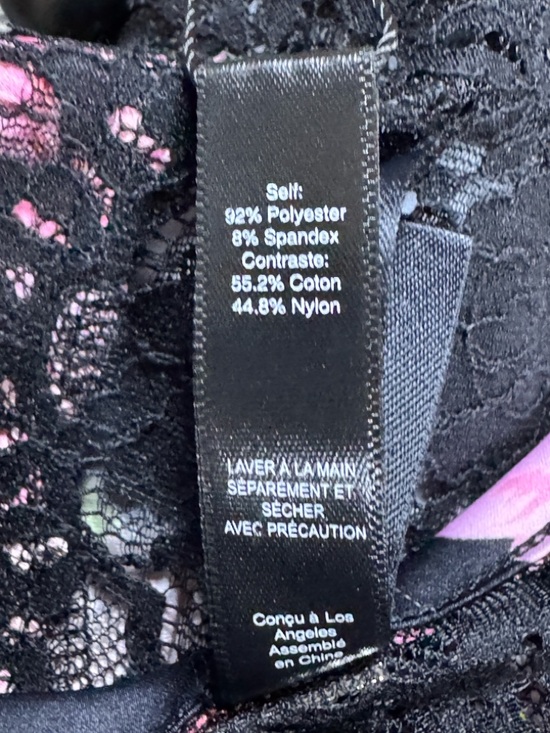 Self:
92% Polyester
8% Spandex
Contraste:
55.2% Coton
44.8% Nylon
LAVER À LA MAIN
SÉPARÉMENT ET
SÉCHER
AVEC PRÉCAUTION
Conçu à Los
Angeles
Assemblé
en Chine